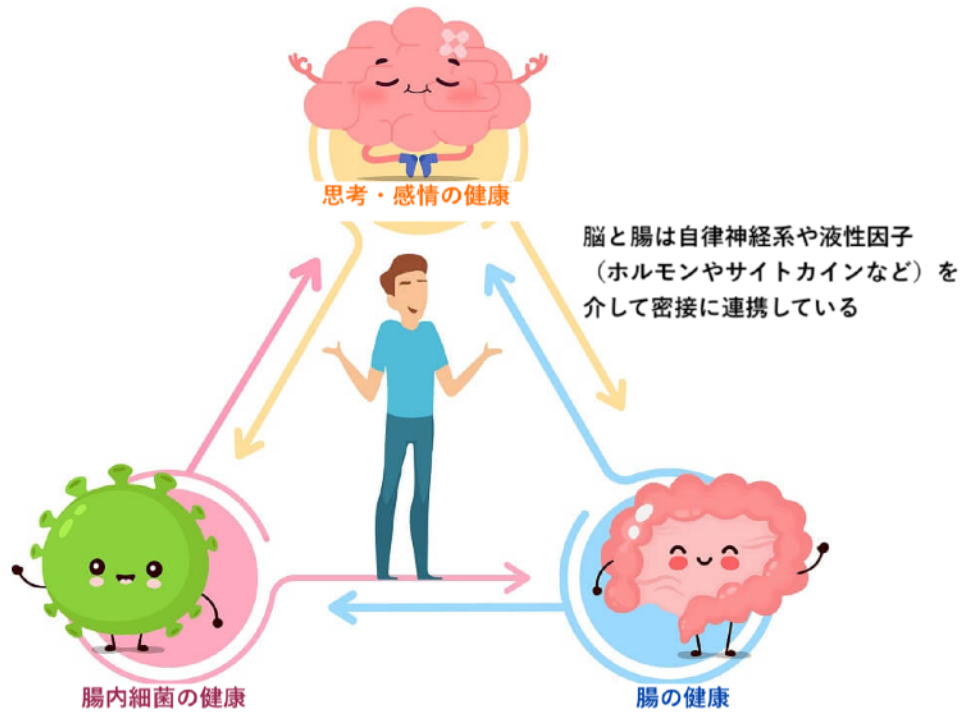 思考・感情の健康
脳と腸は自律神経系や液性因子
（ホルモンやサイトカインなど）を
介して密接に連携している
腸内細菌の健康
腸の健康